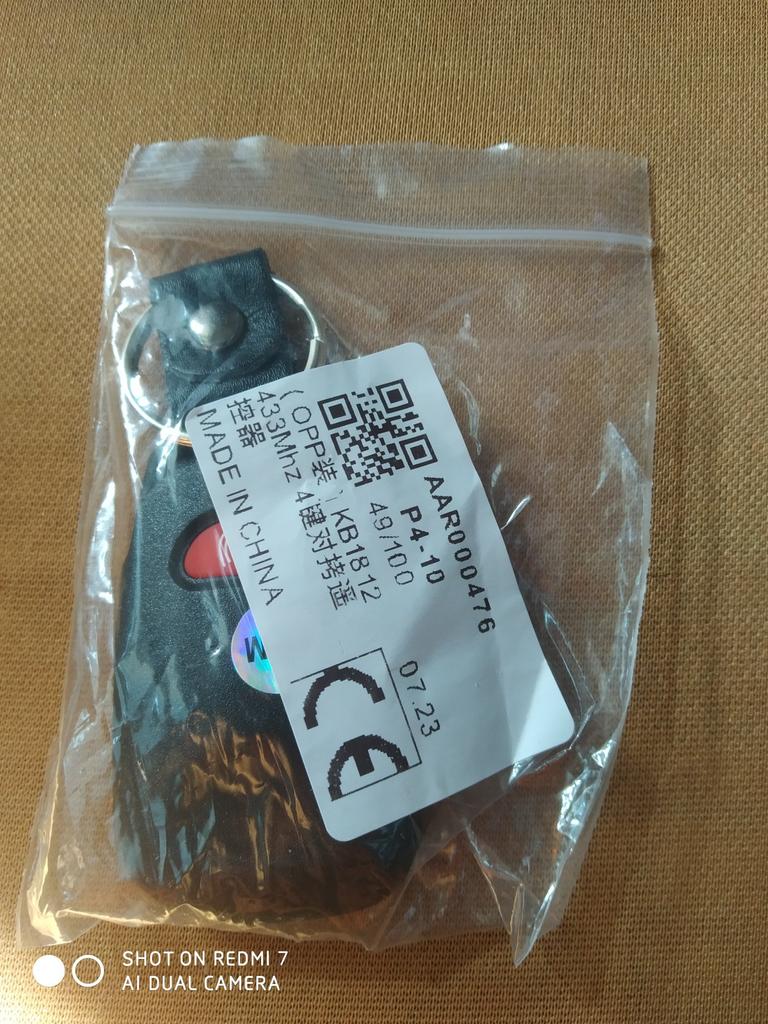 AAR000476
P4-10
49/100
(OPP装) KB1812
433Mhz 4键对拷遥
控器
MADE IN CHINA
07.23
CE
M
SHOT ON REDMI 7
AI DUAL CAMERA